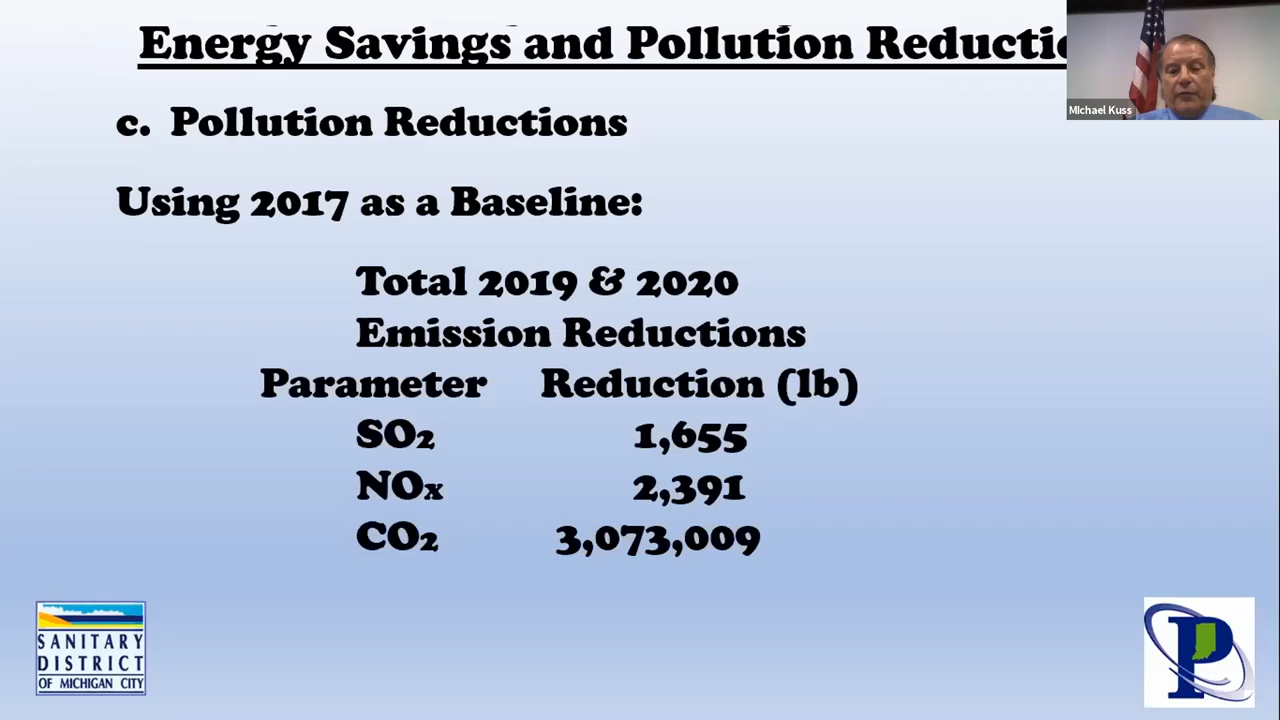 Energy Savings and Pollution Reductio
c. Pollution Reductions
Using 2017 as a Baseline:
Total 2019 & 2020
Emission Reductions
Parameter Reduction (lb)
SO2 1,655
NOx 2,391
CO2 3,073,009
Michael Kuss
SANITARY
DISTRICT
OF MICHIGAN CITY
P